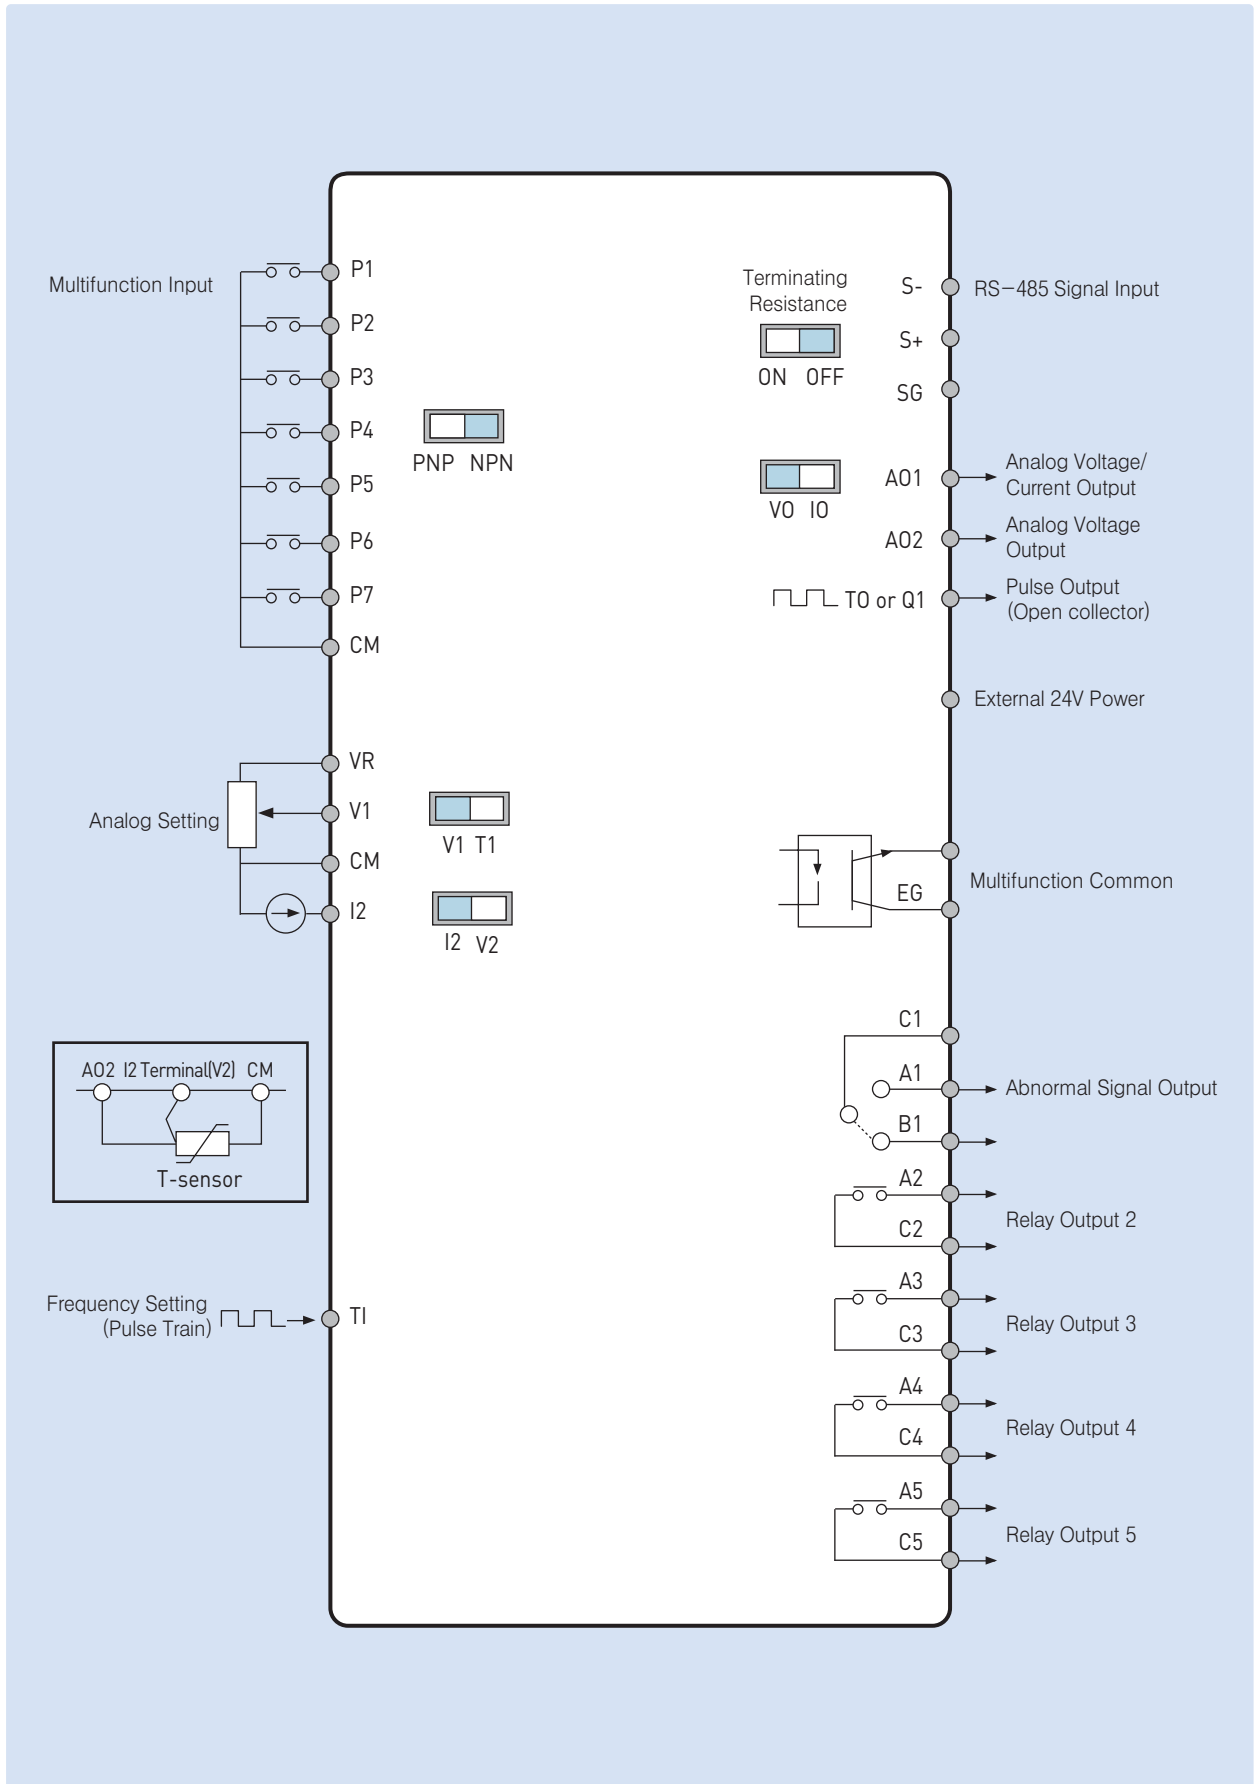 Multifunction Input
P1
P2
P3
P4
P5
P6
P7
CM
PNP NPN
Terminating
Resistance
ON OFF
S-
RS-485 Signal Input
S+
SG
VO IO
AO1
Analog Voltage/
Current Output
AO2
Analog Voltage
Output
TO or Q1
Pulse Output
(Open collector)
External 24V Power
Analog Setting
VR
V1
CM
I2
V1 T1
I2 V2
EG
Multifunction Common
AO2 I2 Terminal(V2) CM
T-sensor
Frequency Setting
(Pulse Train)
TI
C1
A1
Abnormal Signal Output
B1
A2
Relay Output 2
C2
A3
Relay Output 3
C3
A4
Relay Output 4
C4
A5
Relay Output 5
C5